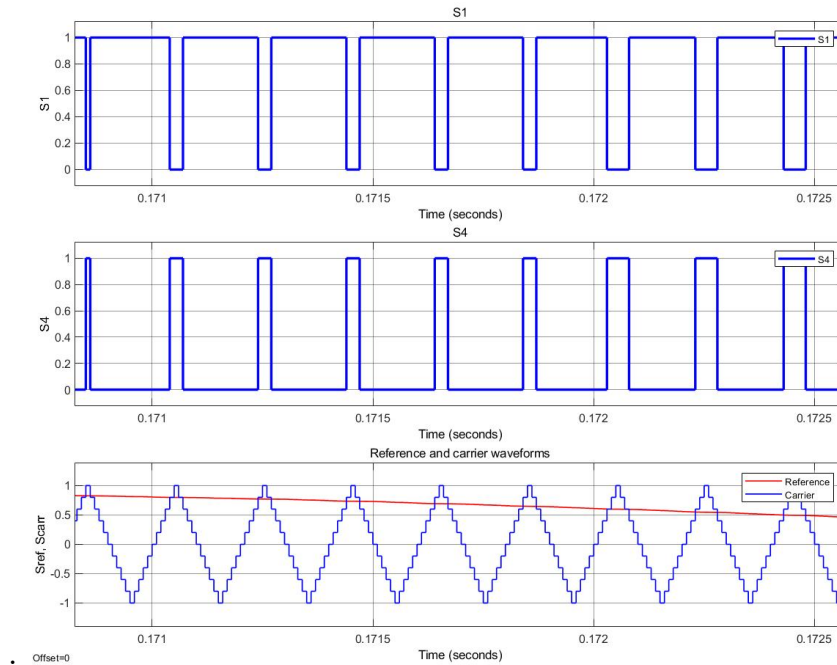 S1
1
0.8
0.6
0.4
0.2
0
S1
S1
0.171
0.1715
0.172
0.1725
Time (seconds)
S4
1
0.8
0.6
0.4
0.2
0
S4
S4
0.171
0.1715
0.172
0.1725
Time (seconds)
Reference and carrier waveforms
1
0.5
0
-0.5
-1
Sref, Scarr
Reference
Carrier
0.171
0.1715
0.172
0.1725
Time (seconds)
Offset=0